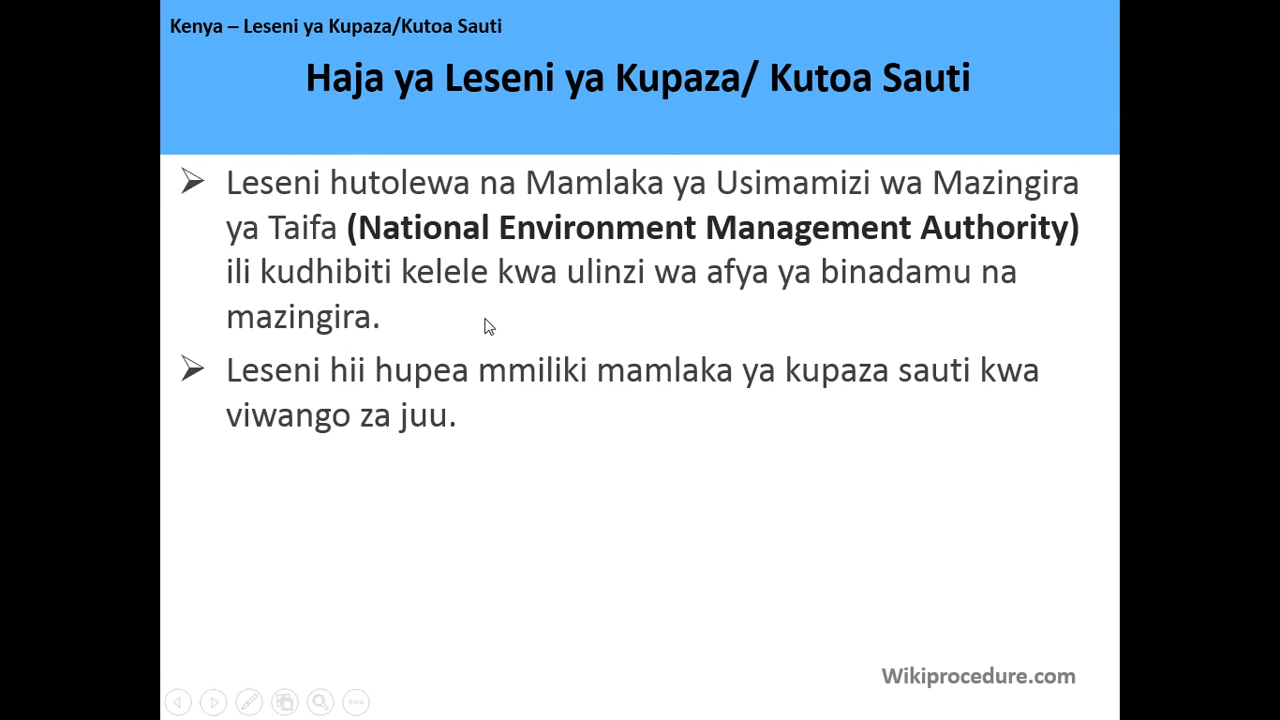 Kenya – Leseni ya Kupaza/Kutoa Sauti
Haja ya Leseni ya Kupaza/ Kutoa Sauti
Leseni hutolewa na Mamlaka ya Usimamizi wa Mazingira
ya Taifa (National Environment Management Authority)
ili kudhibiti kelele kwa ulinzi wa afya ya binadamu na
mazingira.
Leseni hii hupea mmiliki mamlaka ya kupaza sauti kwa
viwango za juu.
Wikiprocedure.com